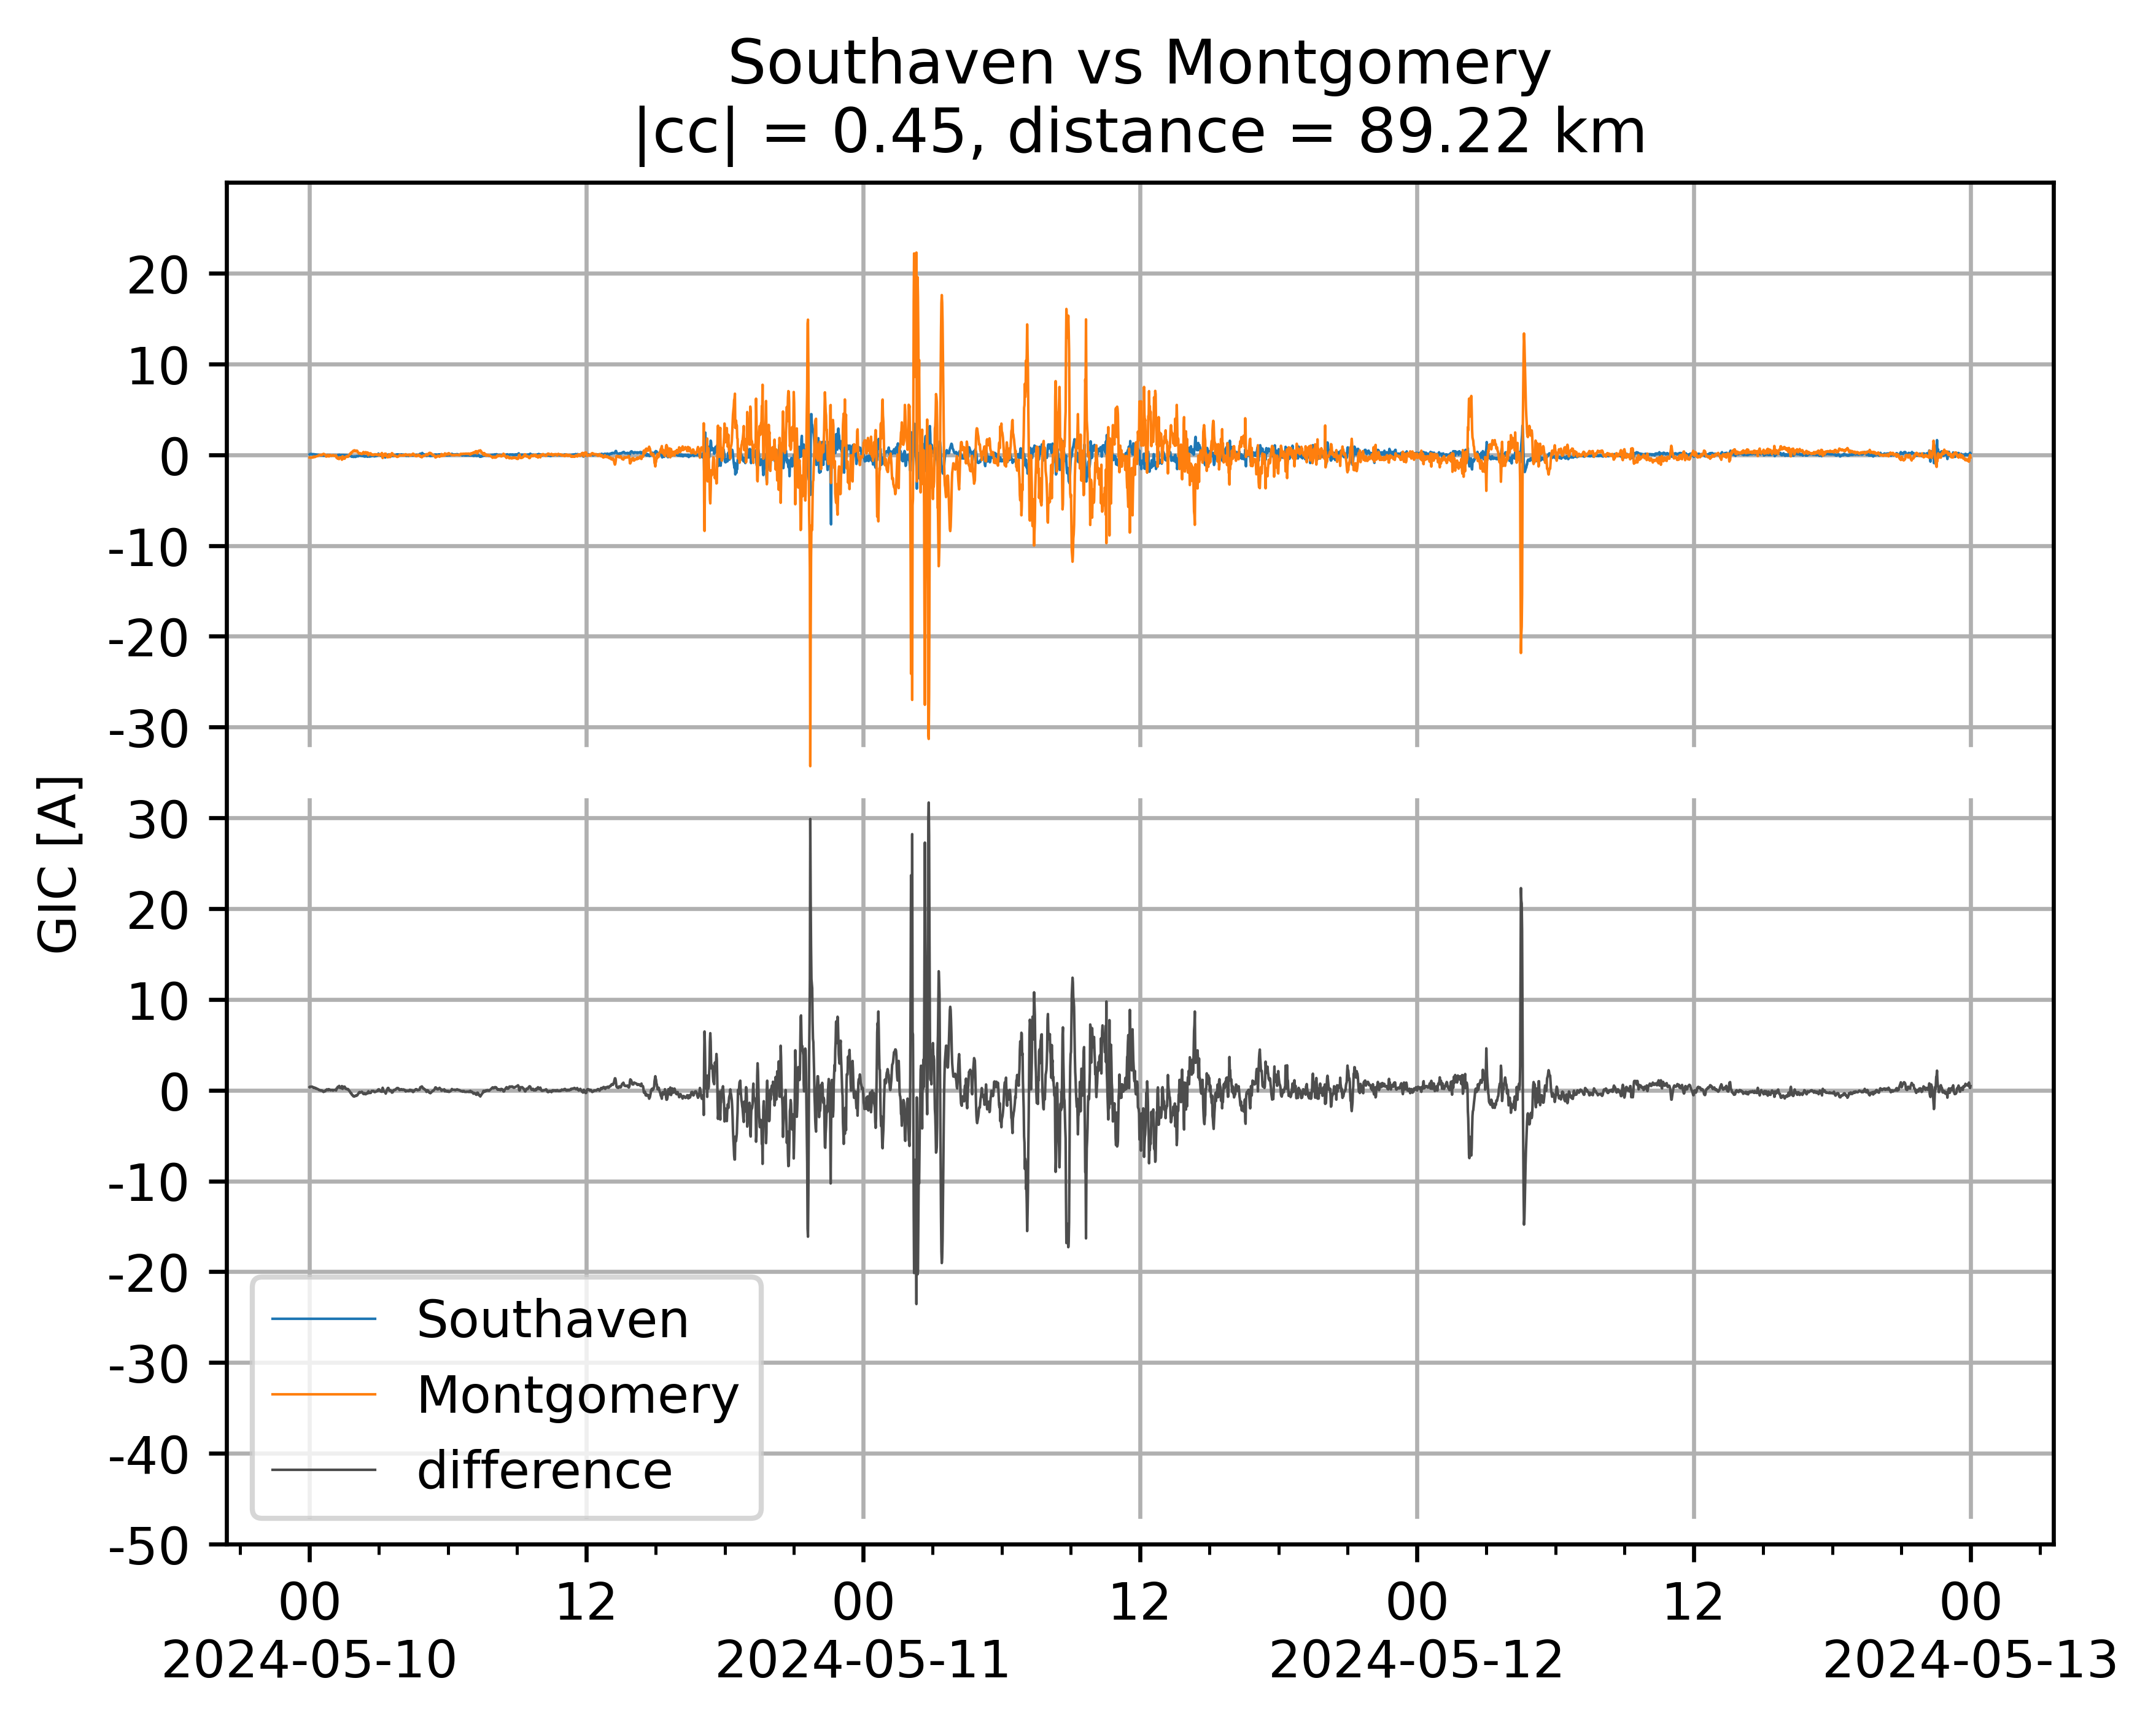 Southaven vs Montgomery
|cc| = 0.45, distance = 89.22 km
GIC [A]
20
10
0
-10
-20
-30
30
20
10
0
-10
-20
-30
-40
-50
Southaven
Montgomery
difference
00 12 00 12 00 12 00
2024-05-10 2024-05-11 2024-05-12 2024-05-13